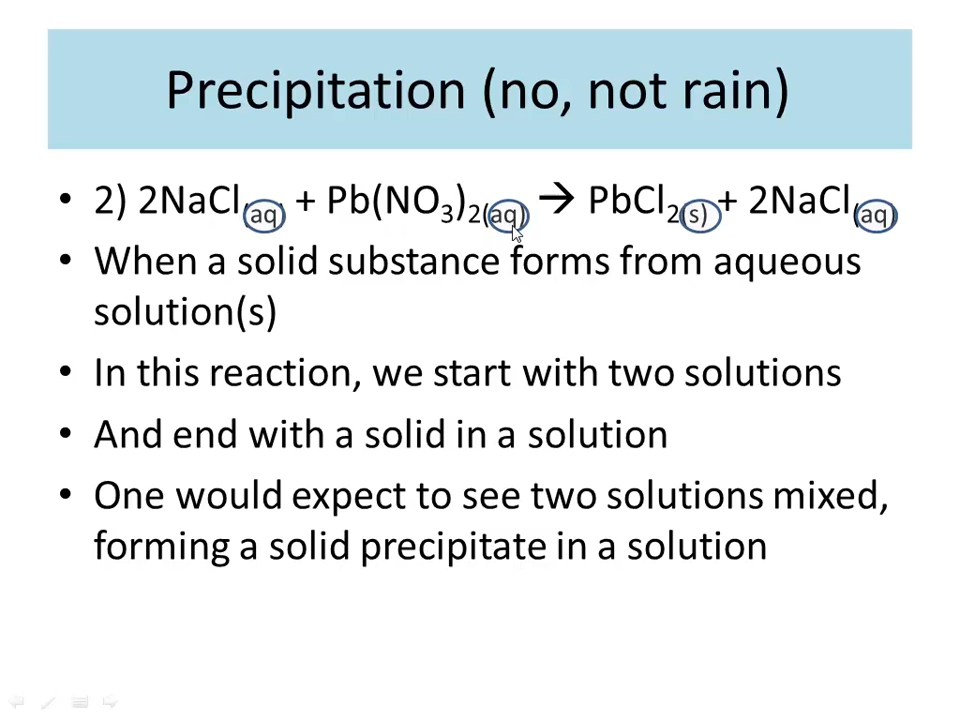 Precipitation (no, not rain)
• 2) 2NaCl(aq) + Pb(NO₃)₂(aq) → PbCl₂(s) + 2NaCl(aq)
• When a solid substance forms from aqueous
solution(s)
• In this reaction, we start with two solutions
• And end with a solid in a solution
• One would expect to see two solutions mixed,
forming a solid precipitate in a solution